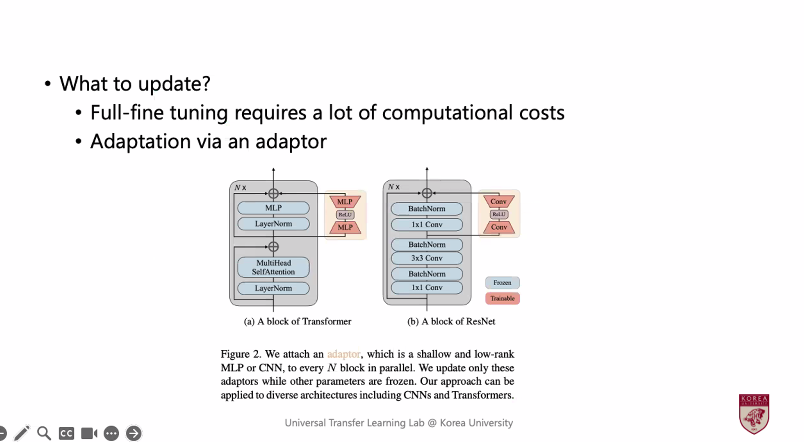 • What to update?
• Full-fine tuning requires a lot of computational costs
• Adaptation via an adaptor
N x
MLP
LayerNorm
MultiHead
SelfAttention
LayerNorm
MLP
ReLU
MLP
(a) A block of Transformer
N x
BatchNorm
1x1 Conv
BatchNorm
3x3 Conv
BatchNorm
1x1 Conv
Conv
ReLU
Conv
Frozen
Trainable
(b) A block of ResNet
Figure 2. We attach an adaptor, which is a shallow and low-rank
MLP or CNN, to every N block in parallel. We update only these
adaptors while other parameters are frozen. Our approach can be
applied to diverse architectures including CNNs and Transformers.
Universal Transfer Learning Lab @ Korea University
KOREA
CC